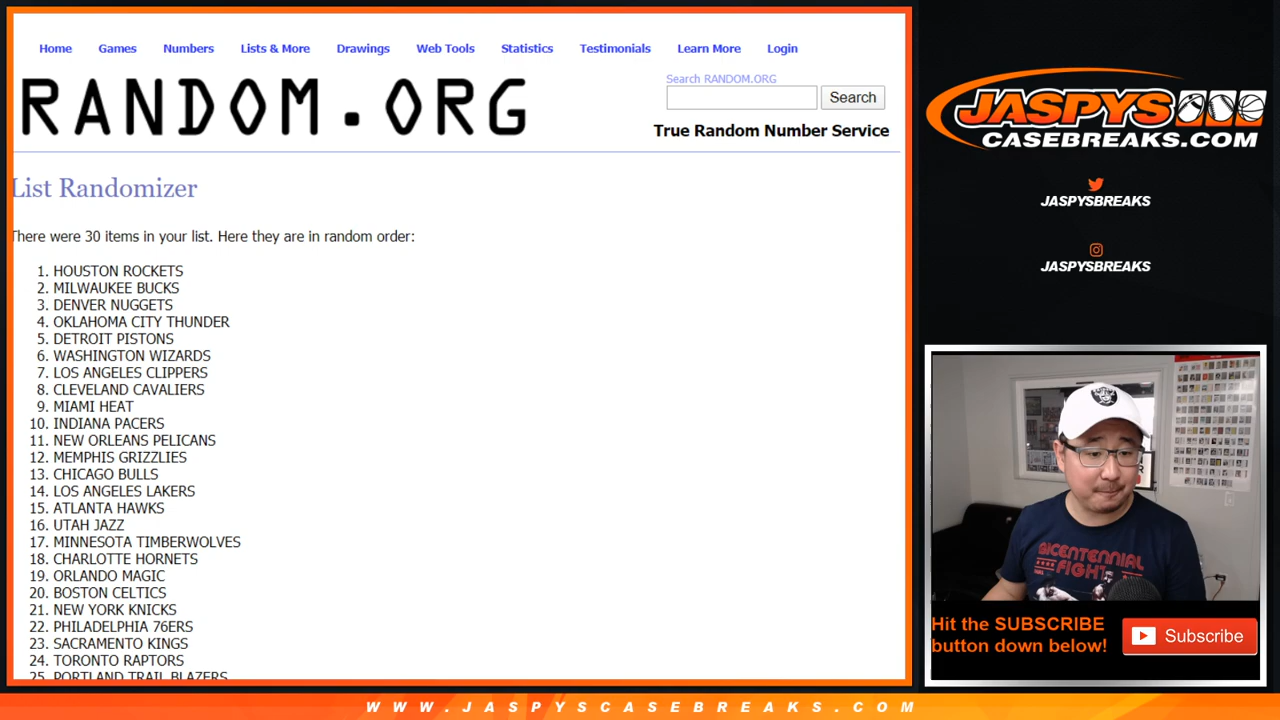 Home Games Numbers Lists & More Drawings Web Tools Statistics Testimonials Learn More Login
RANDOM.ORG
Search RANDOM.ORG
Search
True Random Number Service
List Randomizer
There were 30 items in your list. Here they are in random order:
1. HOUSTON ROCKETS
2. MILWAUKEE BUCKS
3. DENVER NUGGETS
4. OKLAHOMA CITY THUNDER
5. DETROIT PISTONS
6. WASHINGTON WIZARDS
7. LOS ANGELES CLIPPERS
8. CLEVELAND CAVALIERS
9. MIAMI HEAT
10. INDIANA PACERS
11. NEW ORLEANS PELICANS
12. MEMPHIS GRIZZLIES
13. CHICAGO BULLS
14. LOS ANGELES LAKERS
15. ATLANTA HAWKS
16. UTAH JAZZ
17. MINNESOTA TIMBERWOLVES
18. CHARLOTTE HORNETS
19. ORLANDO MAGIC
20. BOSTON CELTICS
21. NEW YORK KNICKS
22. PHILADELPHIA 76ERS
23. SACRAMENTO KINGS
24. TORONTO RAPTORS
25. PORTLAND TRAIL BLAZERS
JASPYS
CASEBREAKS.COM
JASPYSBREAKS
JASPYSBREAKS
BICENTENNIAL
FIGHT
Hit the SUBSCRIBE
button down below!
Subscribe
WWW.JASPYSCASEBREAKS.COM